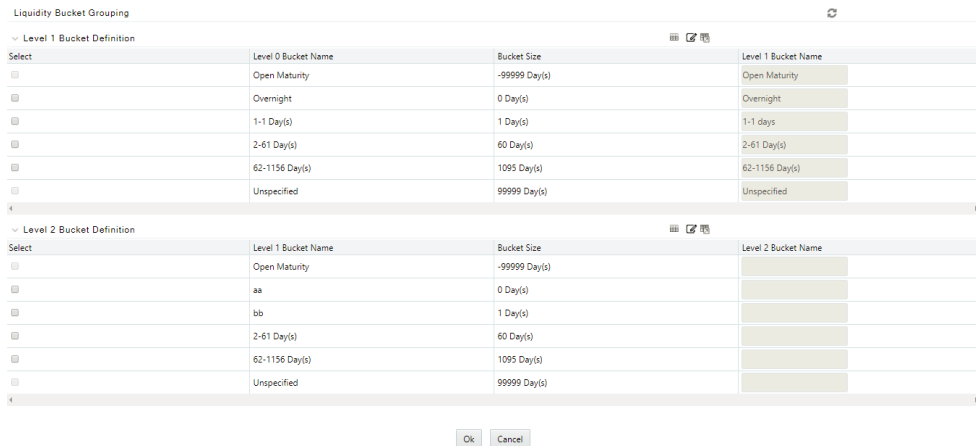 Liquidity Bucket Grouping
Level 1 Bucket Definition
Select Level 0 Bucket Name Bucket Size Level 1 Bucket Name
Open Maturity -99999 Day(s) Open Maturity
Overnight 0 Day(s) Overnight
1-1 Day(s) 1 Day(s) 1-1 days
2-61 Day(s) 60 Day(s) 2-61 Day(s)
62-1156 Day(s) 1095 Day(s) 62-1156 Day(s)
Unspecified 99999 Day(s) Unspecified
Level 2 Bucket Definition
Select Level 1 Bucket Name Bucket Size Level 2 Bucket Name
Open Maturity -99999 Day(s)
aa 0 Day(s)
bb 1 Day(s)
2-61 Day(s) 60 Day(s)
62-1156 Day(s) 1095 Day(s)
Unspecified 99999 Day(s)
Ok Cancel